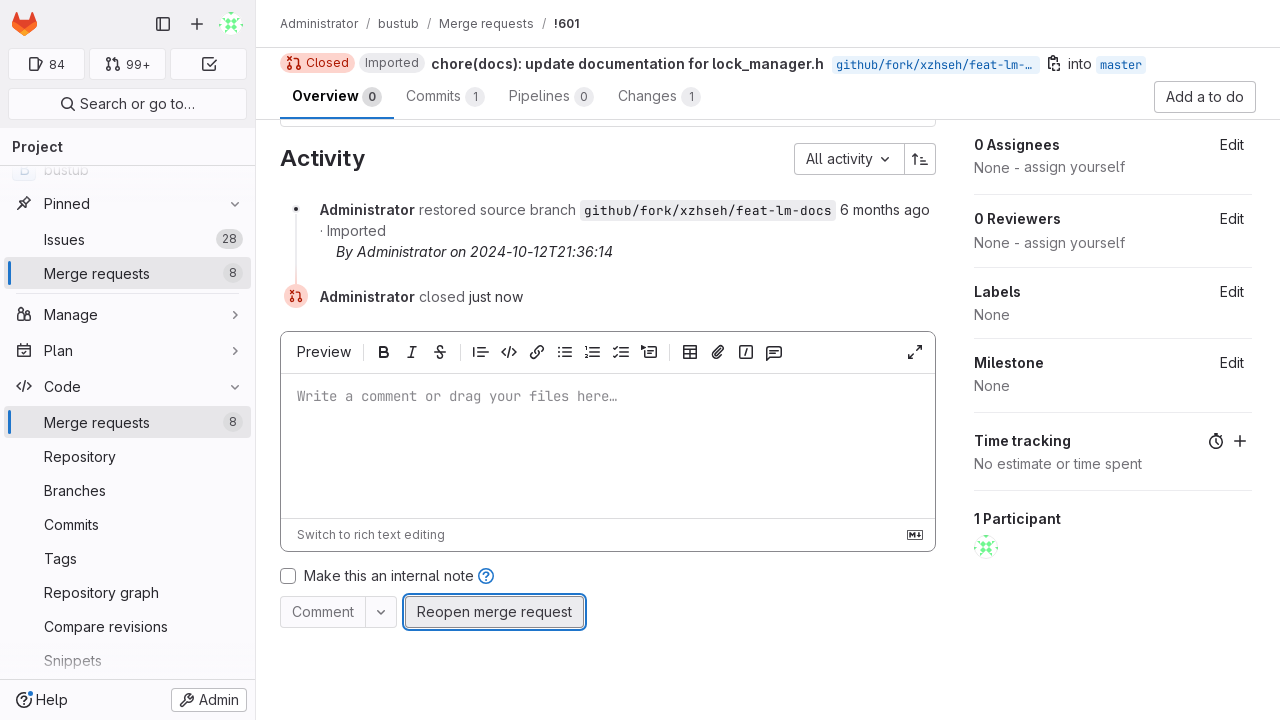 84
99+
Search or go to…
Project
bustub
Pinned
Issues
28
Merge requests
8
Manage
Plan
Code
Merge requests
8
Repository
Branches
Commits
Tags
Repository graph
Compare revisions
Snippets
Help
Admin
Administrator / bustub / Merge requests / !601
Closed Imported chore(docs): update documentation for lock_manager.h github/fork/xzhseh/feat-lm-… into master
Overview 0 Commits 1 Pipelines 0 Changes 1 Add a to do
Activity
All activity
Administrator restored source branch github/fork/xzhseh/feat-lm-docs 6 months ago
· Imported
By Administrator on 2024-10-12T21:36:14
Administrator closed just now
Preview
Write a comment or drag your files here…
Switch to rich text editing
Make this an internal note
Comment
Reopen merge request
0 Assignees Edit
None - assign yourself
0 Reviewers Edit
None - assign yourself
Labels Edit
None
Milestone Edit
None
Time tracking
No estimate or time spent
1 Participant